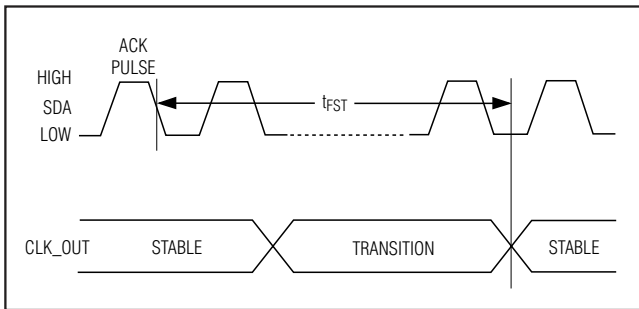 ACK
PULSE
HIGH
SDA
LOW
tFST
CLK_OUT STABLE TRANSITION STABLE